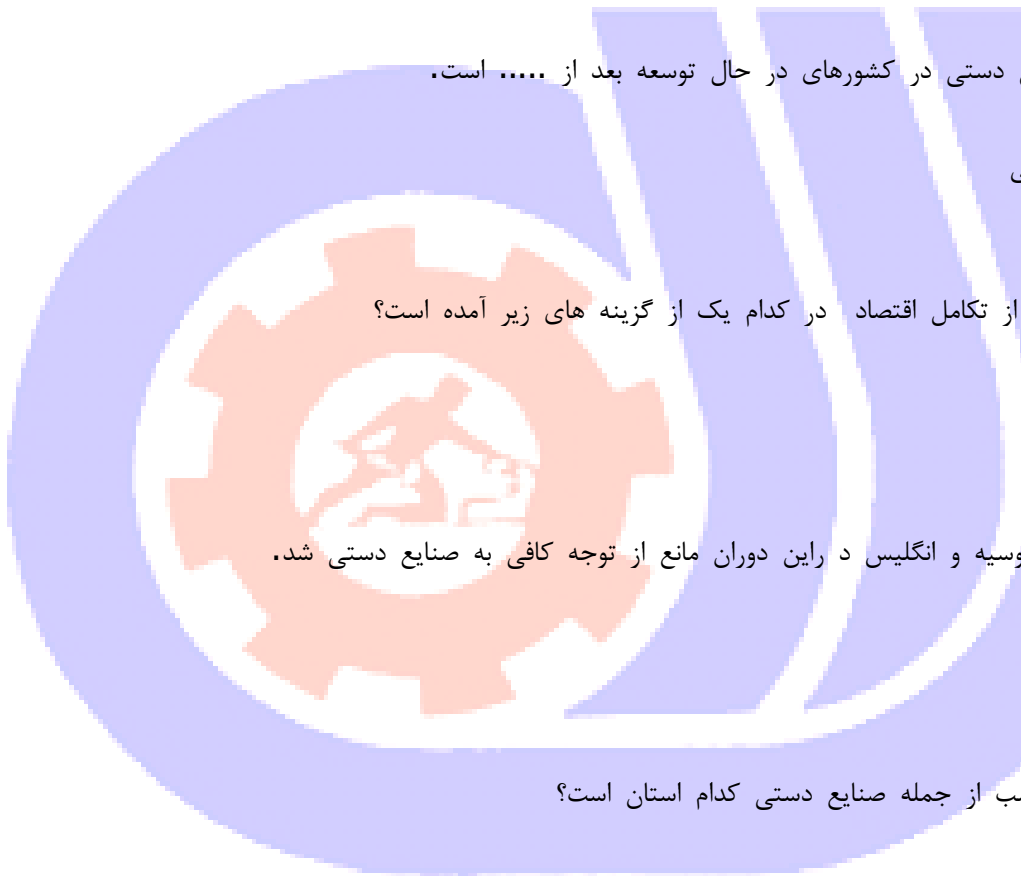 دستی در کشورهای در حال توسعه بعد از ..... است.
از تکامل اقتصاد در کدام یک از گزینه های زیر آمده است؟
و انگلیس د راین دوران مانع از توجه کافی به صنایع دستی شد.
از جمله صنایع دستی کدام استان است؟